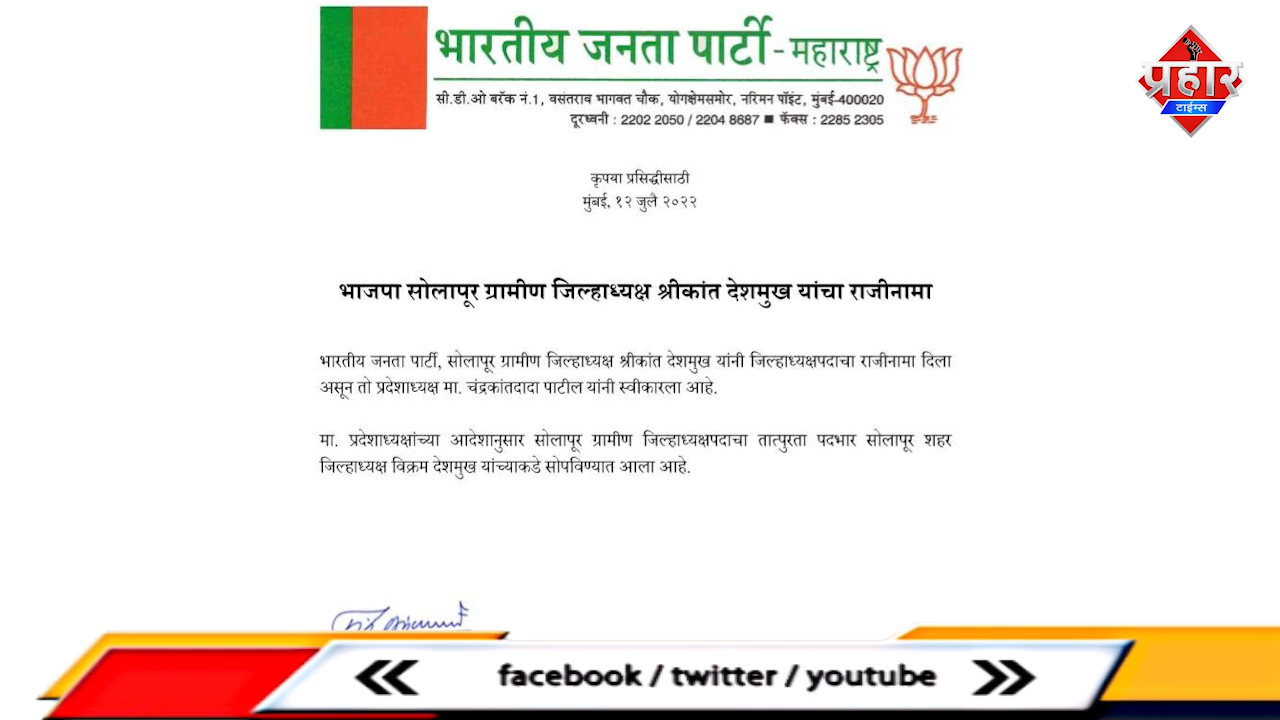 भारतीय जनता पार्टी - महाराष्ट्र
सी.डी.ओ बरॅक नं.1, वसंतराव भागवत चौक, योगक्षेमसमोर, नरिमन पॉइंट, मुंबई-400020
दूरध्वनी : 2202 2050 / 2204 8687 ■ फॅक्स : 2285 2305
प्रहार
टाईम्स
कृपया प्रसिद्धीसाठी
मुंबई, १२ जुलै २०२२
भाजपा सोलापूर ग्रामीण जिल्हाध्यक्ष श्रीकांत देशमुख यांचा राजीनामा
भारतीय जनता पार्टी, सोलापूर ग्रामीण जिल्हाध्यक्ष श्रीकांत देशमुख यांनी जिल्हाध्यक्षपदाचा राजीनामा दिला
असून तो प्रदेशाध्यक्ष मा. चंद्रकांतदादा पाटील यांनी स्वीकारला आहे.
मा. प्रदेशाध्यक्षांच्या आदेशानुसार सोलापूर ग्रामीण जिल्हाध्यक्षपदाचा तात्पुरता पदभार सोलापूर शहर
जिल्हाध्यक्ष विक्रम देशमुख यांच्याकडे सोपविण्यात आला आहे.
facebook / twitter / youtube